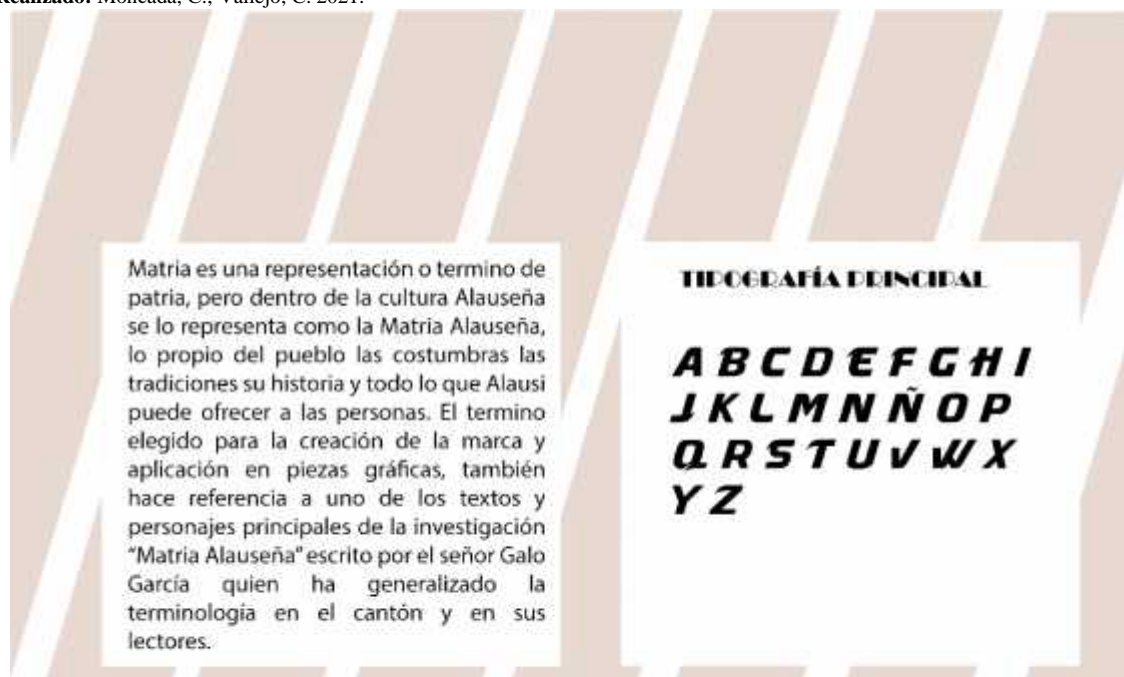 Realizado: Moncada, C., Vallejo, C. 2021.
Matria es una representación o termino de
patria, pero dentro de la cultura Alauseña
se lo representa como la Matria Alauseña,
lo propio del pueblo las costumbras las
tradiciones su historia y todo lo que Alausi
puede ofrecer a las personas. El termino
elegido para la creación de la marca y
aplicación en piezas gráficas, también
hace referencia a uno de los textos y
personajes principales de la investigación
“Matria Alauseña” escrito por el señor Galo
García quien ha generalizado la
terminología en el cantón y en sus
lectores.
TIPOGRAFÍA PRINCIPAL
A B C D E F G H I
J K L M N Ñ O P
Q R S T U V W X
Y Z